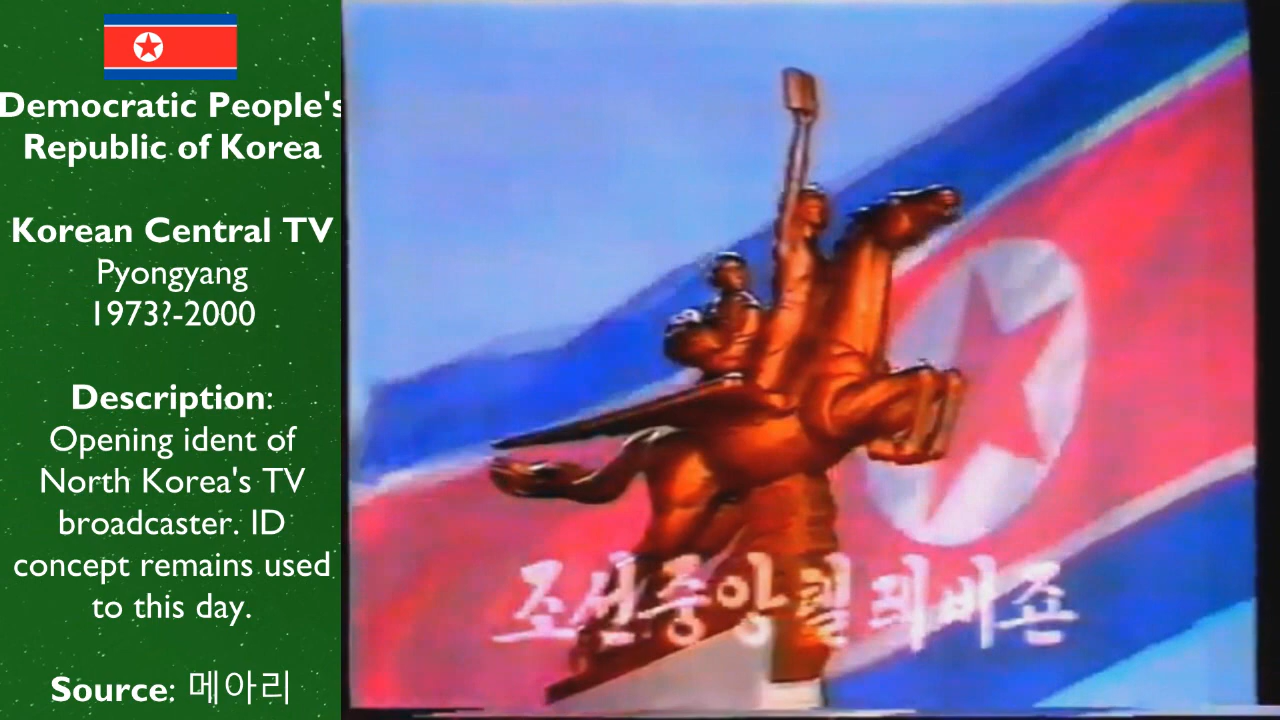 Democratic People's
Republic of Korea
Korean Central TV
Pyongyang
1973?-2000
Description:
Opening ident of
North Korea's TV
broadcaster. ID
concept remains used
to this day.
Source: 메아리
조선중앙텔레비죤